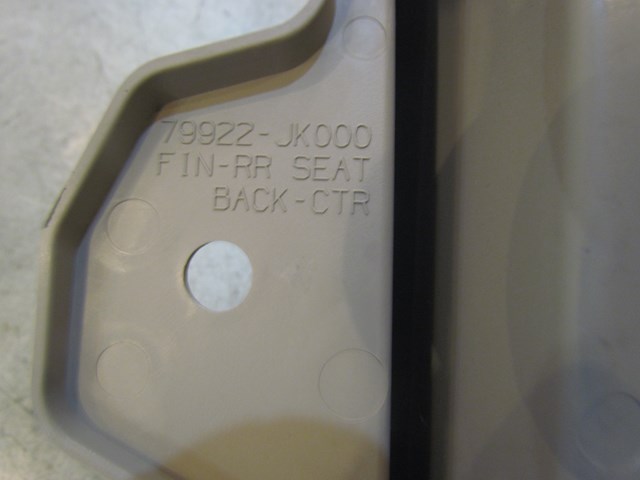 79922-JK000
FIN-RR SEAT
BACK-CTR